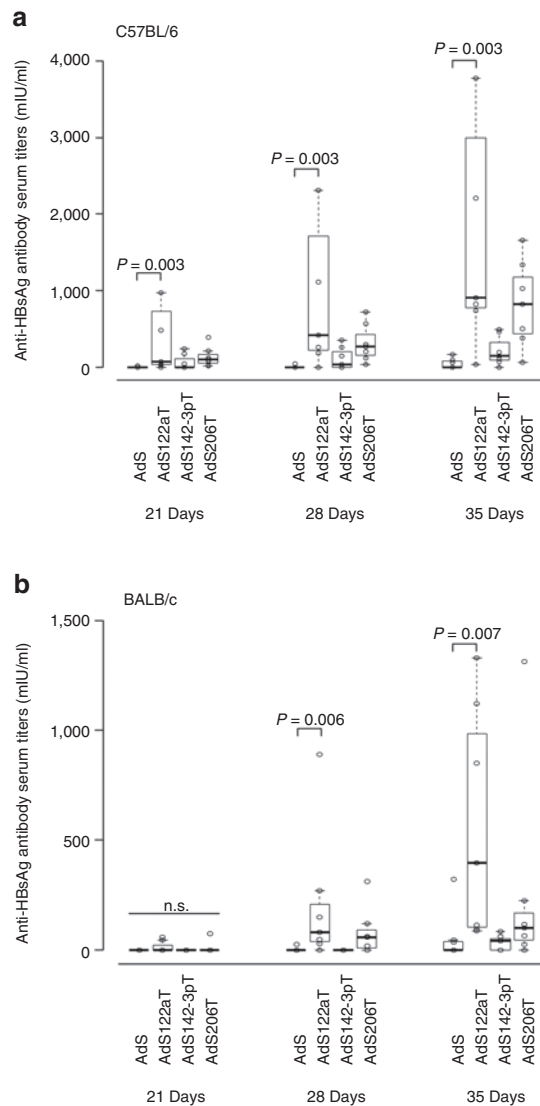 a
C57BL/6
Anti-HBsAg antibody serum titers (mIU/ml)
4,000
3,000
2,000
1,000
0
P = 0.003
P = 0.003
P = 0.003
AdS
AdS122aT
AdS142-3pT
AdS206T
AdS
AdS122aT
AdS142-3pT
AdS206T
AdS
AdS122aT
AdS142-3pT
AdS206T
21 Days
28 Days
35 Days
b
BALB/c
Anti-HBsAg antibody serum titers (mIU/ml)
1,500
1,000
500
0
n.s.
P = 0.006
P = 0.007
AdS
AdS122aT
AdS142-3pT
AdS206T
AdS
AdS122aT
AdS142-3pT
AdS206T
AdS
AdS122aT
AdS142-3pT
AdS206T
21 Days
28 Days
35 Days